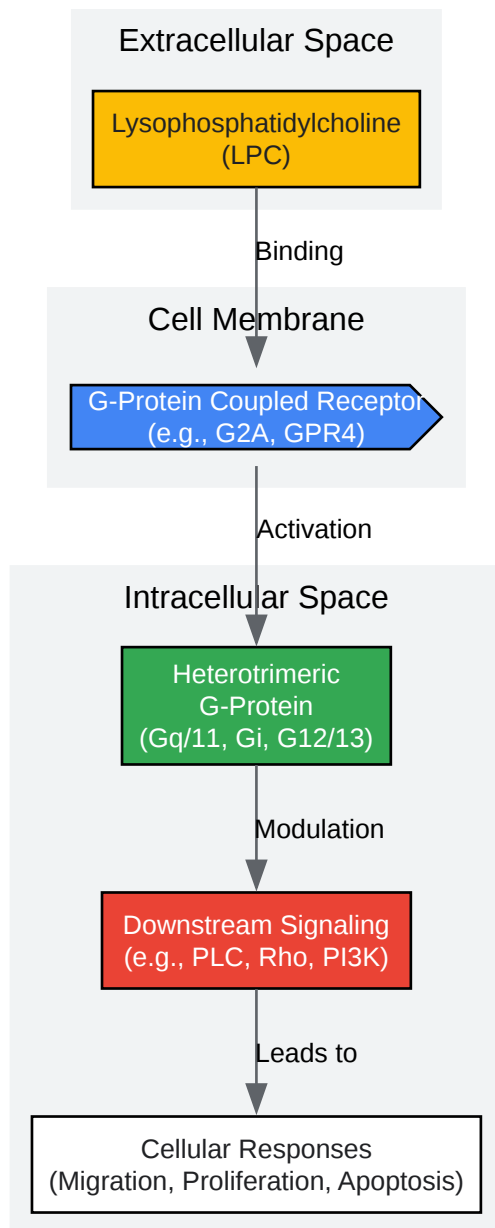 Extracellular Space
Lysophosphatidylcholine
(LPC)
Binding
Cell Membrane
G-Protein Coupled Receptor
(e.g., G2A, GPR4)
Activation
Intracellular Space
Heterotrimeric
G-Protein
(Gq/11, Gi, G12/13)
Modulation
Downstream Signaling
(e.g., PLC, Rho, PI3K)
Leads to
Cellular Responses
(Migration, Proliferation, Apoptosis)